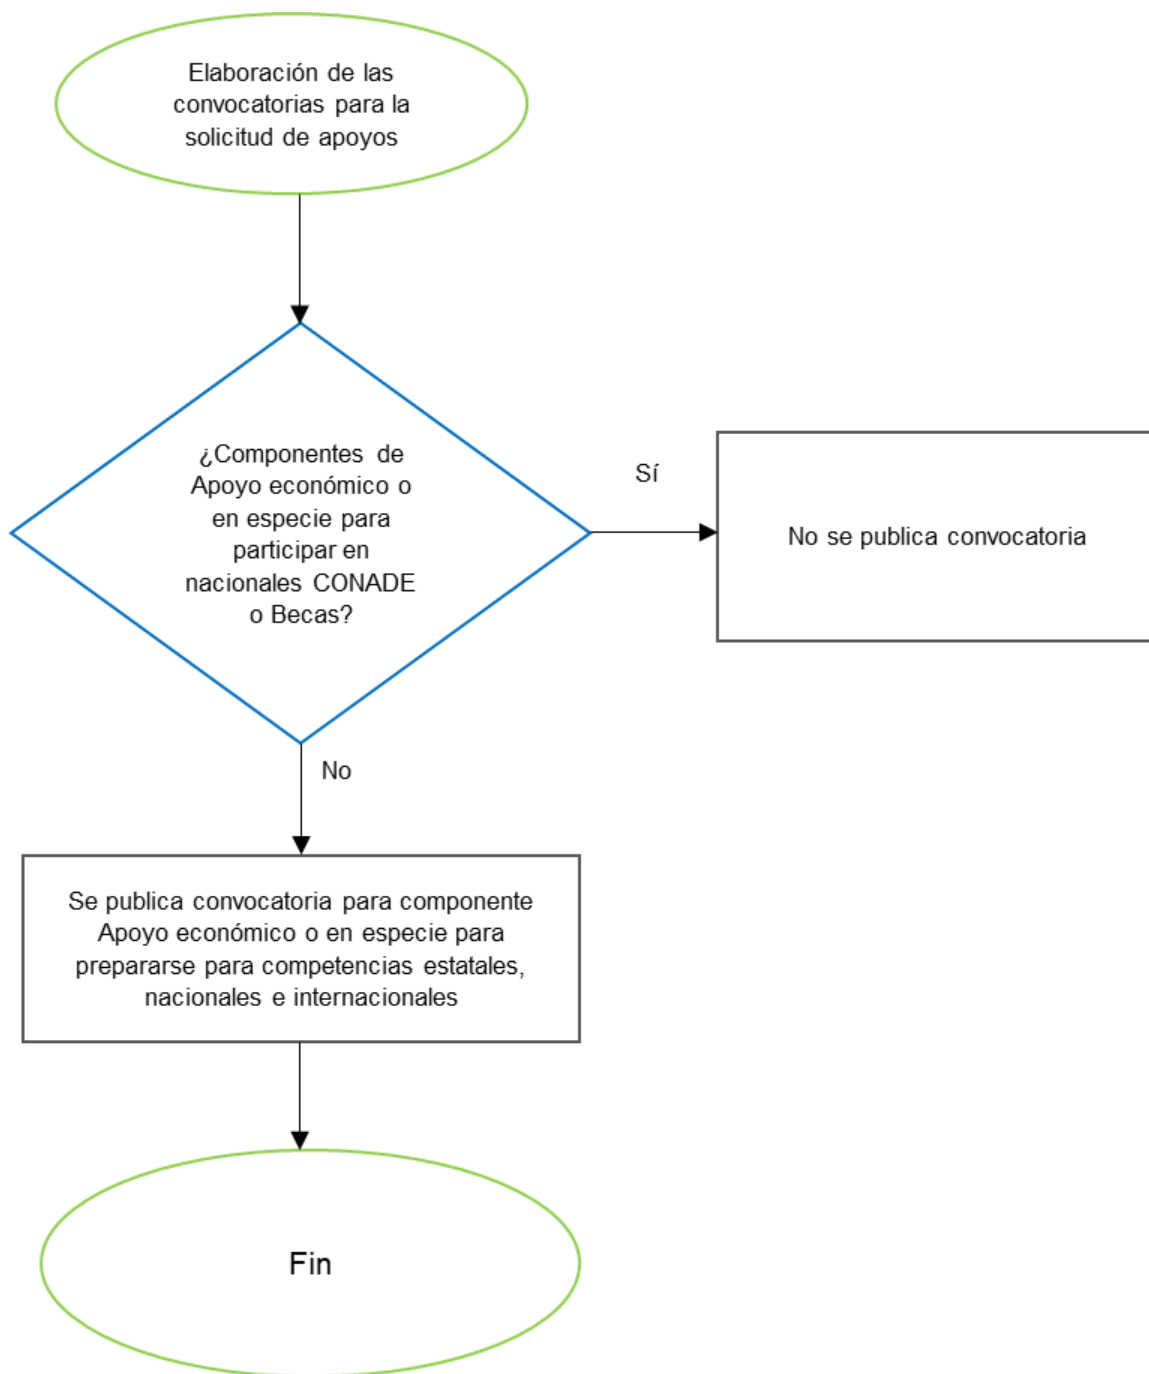 Elaboración de las
convocatorias para la
solicitud de apoyos
¿Componentes de
Apoyo económico o
en especie para
participar en
nacionales CONADE
o Becas?
Sí
No se publica convocatoria
No
Se publica convocatoria para componente
Apoyo económico o en especie para
prepararse para competencias estatales,
nacionales e internacionales
Fin